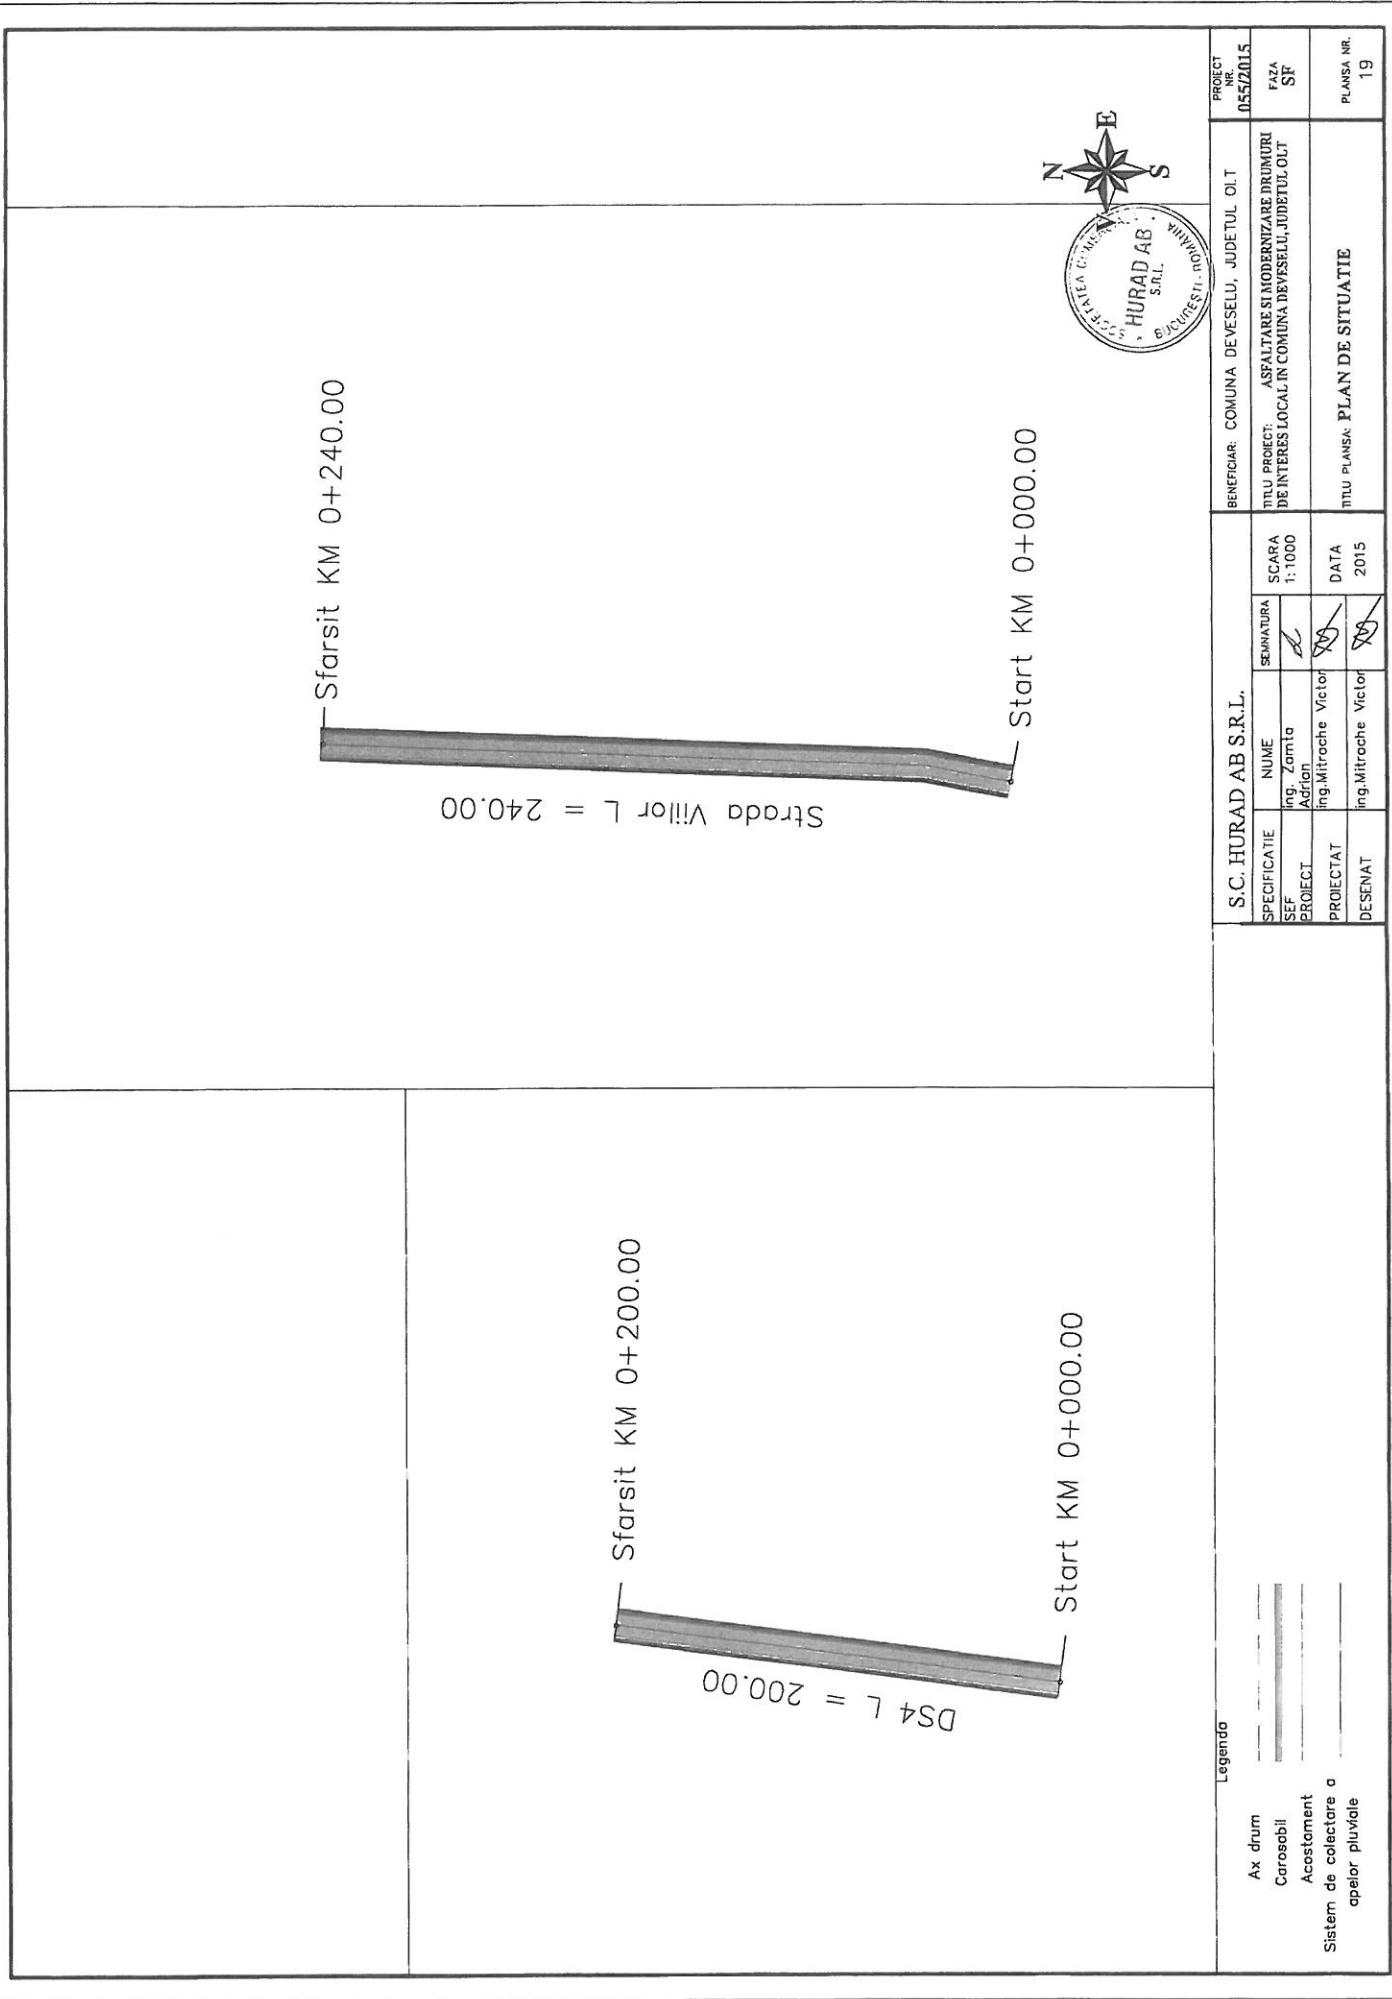 Sfarsit KM 0+200.00
DS4 L = 200.00
Start KM 0+000.00
Sfarsit KM 0+240.00
Strada Viilor L = 240.00
Start KM 0+000.00
N
E
S
SOCIETATEA
HURAD AB
S.R.L.
BUCUREŞTI - ROMANIA
Legenda
Ax drum
Carosabil
Acostament
Sistem de colectare a
apelor pluviale
S.C. HURAD AB S.R.L.
SPECIFICATIE
NUME
SEMNATURA
SEF
PROIECT
ing. Zamta
Adrian
PROIECTAT
ing.Mitrache Victor
DESENAT
ing.Mitrache Victor
SCARA
1:1000
DATA
2015
BENEFICIAR: COMUNA DEVESELU, JUDETUL OLT
TITLU PROIECT: ASFALTARE SI MODERNIZARE DRUMURI
DE INTERES LOCAL IN COMUNA DEVESELU, JUDETUL OLT
TITLU PLANSA: PLAN DE SITUATIE
PROIECT
NR.
055/2015
FAZA
SF
PLANSA NR.
19